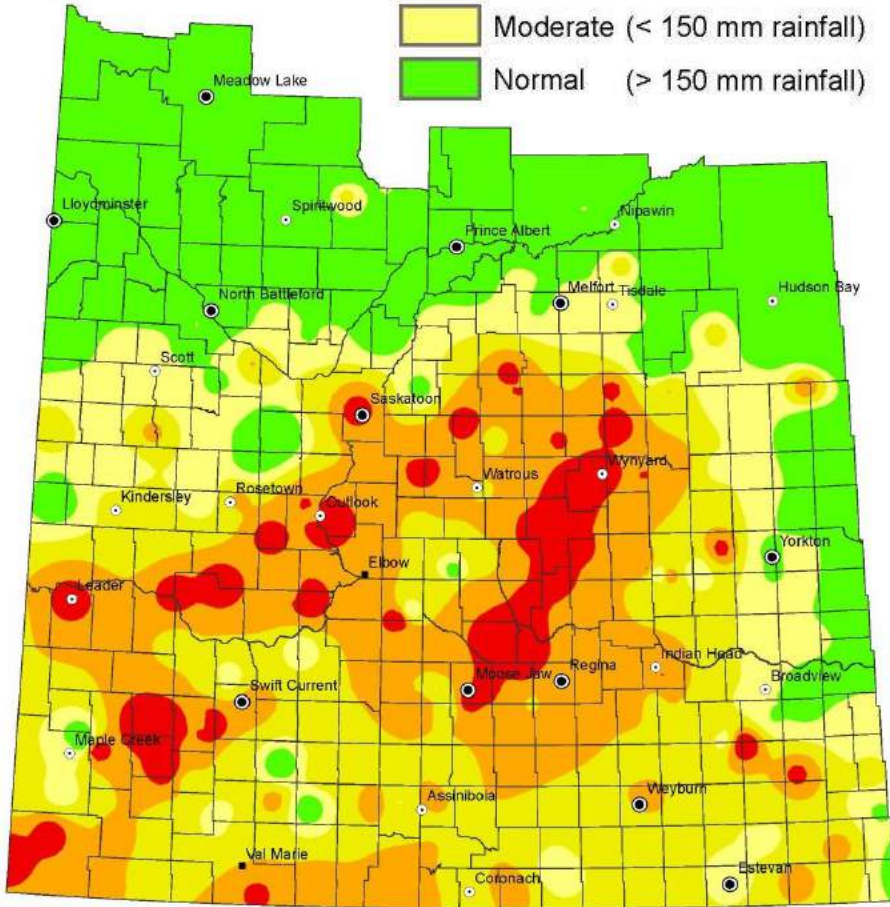 Moderate (< 150 mm rainfall)
Normal (> 150 mm rainfall)
Meadow Lake
Lloydminster
Spiritwood
Nipawin
Prince Albert
North Battleford
Melfort
Tisdale
Hudson Bay
Scott
Saskatoon
Wynyard
Watrous
Kindersley
Rosetown
Outlook
Yorkton
Elbow
Leader
Indian Head
Moose Jaw
Regina
Broadview
Swift Current
Maple Creek
Assiniboia
Weyburn
Val Marie
Estevan
Coronach